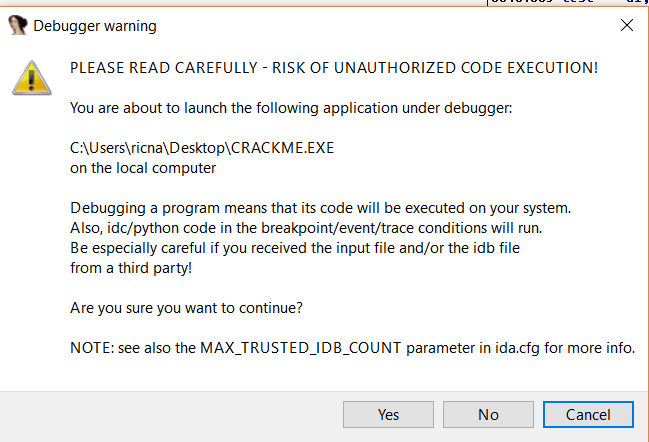 Debugger warning
PLEASE READ CAREFULLY - RISK OF UNAUTHORIZED CODE EXECUTION!
You are about to launch the following application under debugger:
C:\Users\ricna\Desktop\CRACKME.EXE
on the local computer
Debugging a program means that its code will be executed on your system.
Also, idc/python code in the breakpoint/event/trace conditions will run.
Be especially careful if you received the input file and/or the idb file
from a third party!
Are you sure you want to continue?
NOTE: see also the MAX_TRUSTED_IDB_COUNT parameter in ida.cfg for more info.
Yes No Cancel